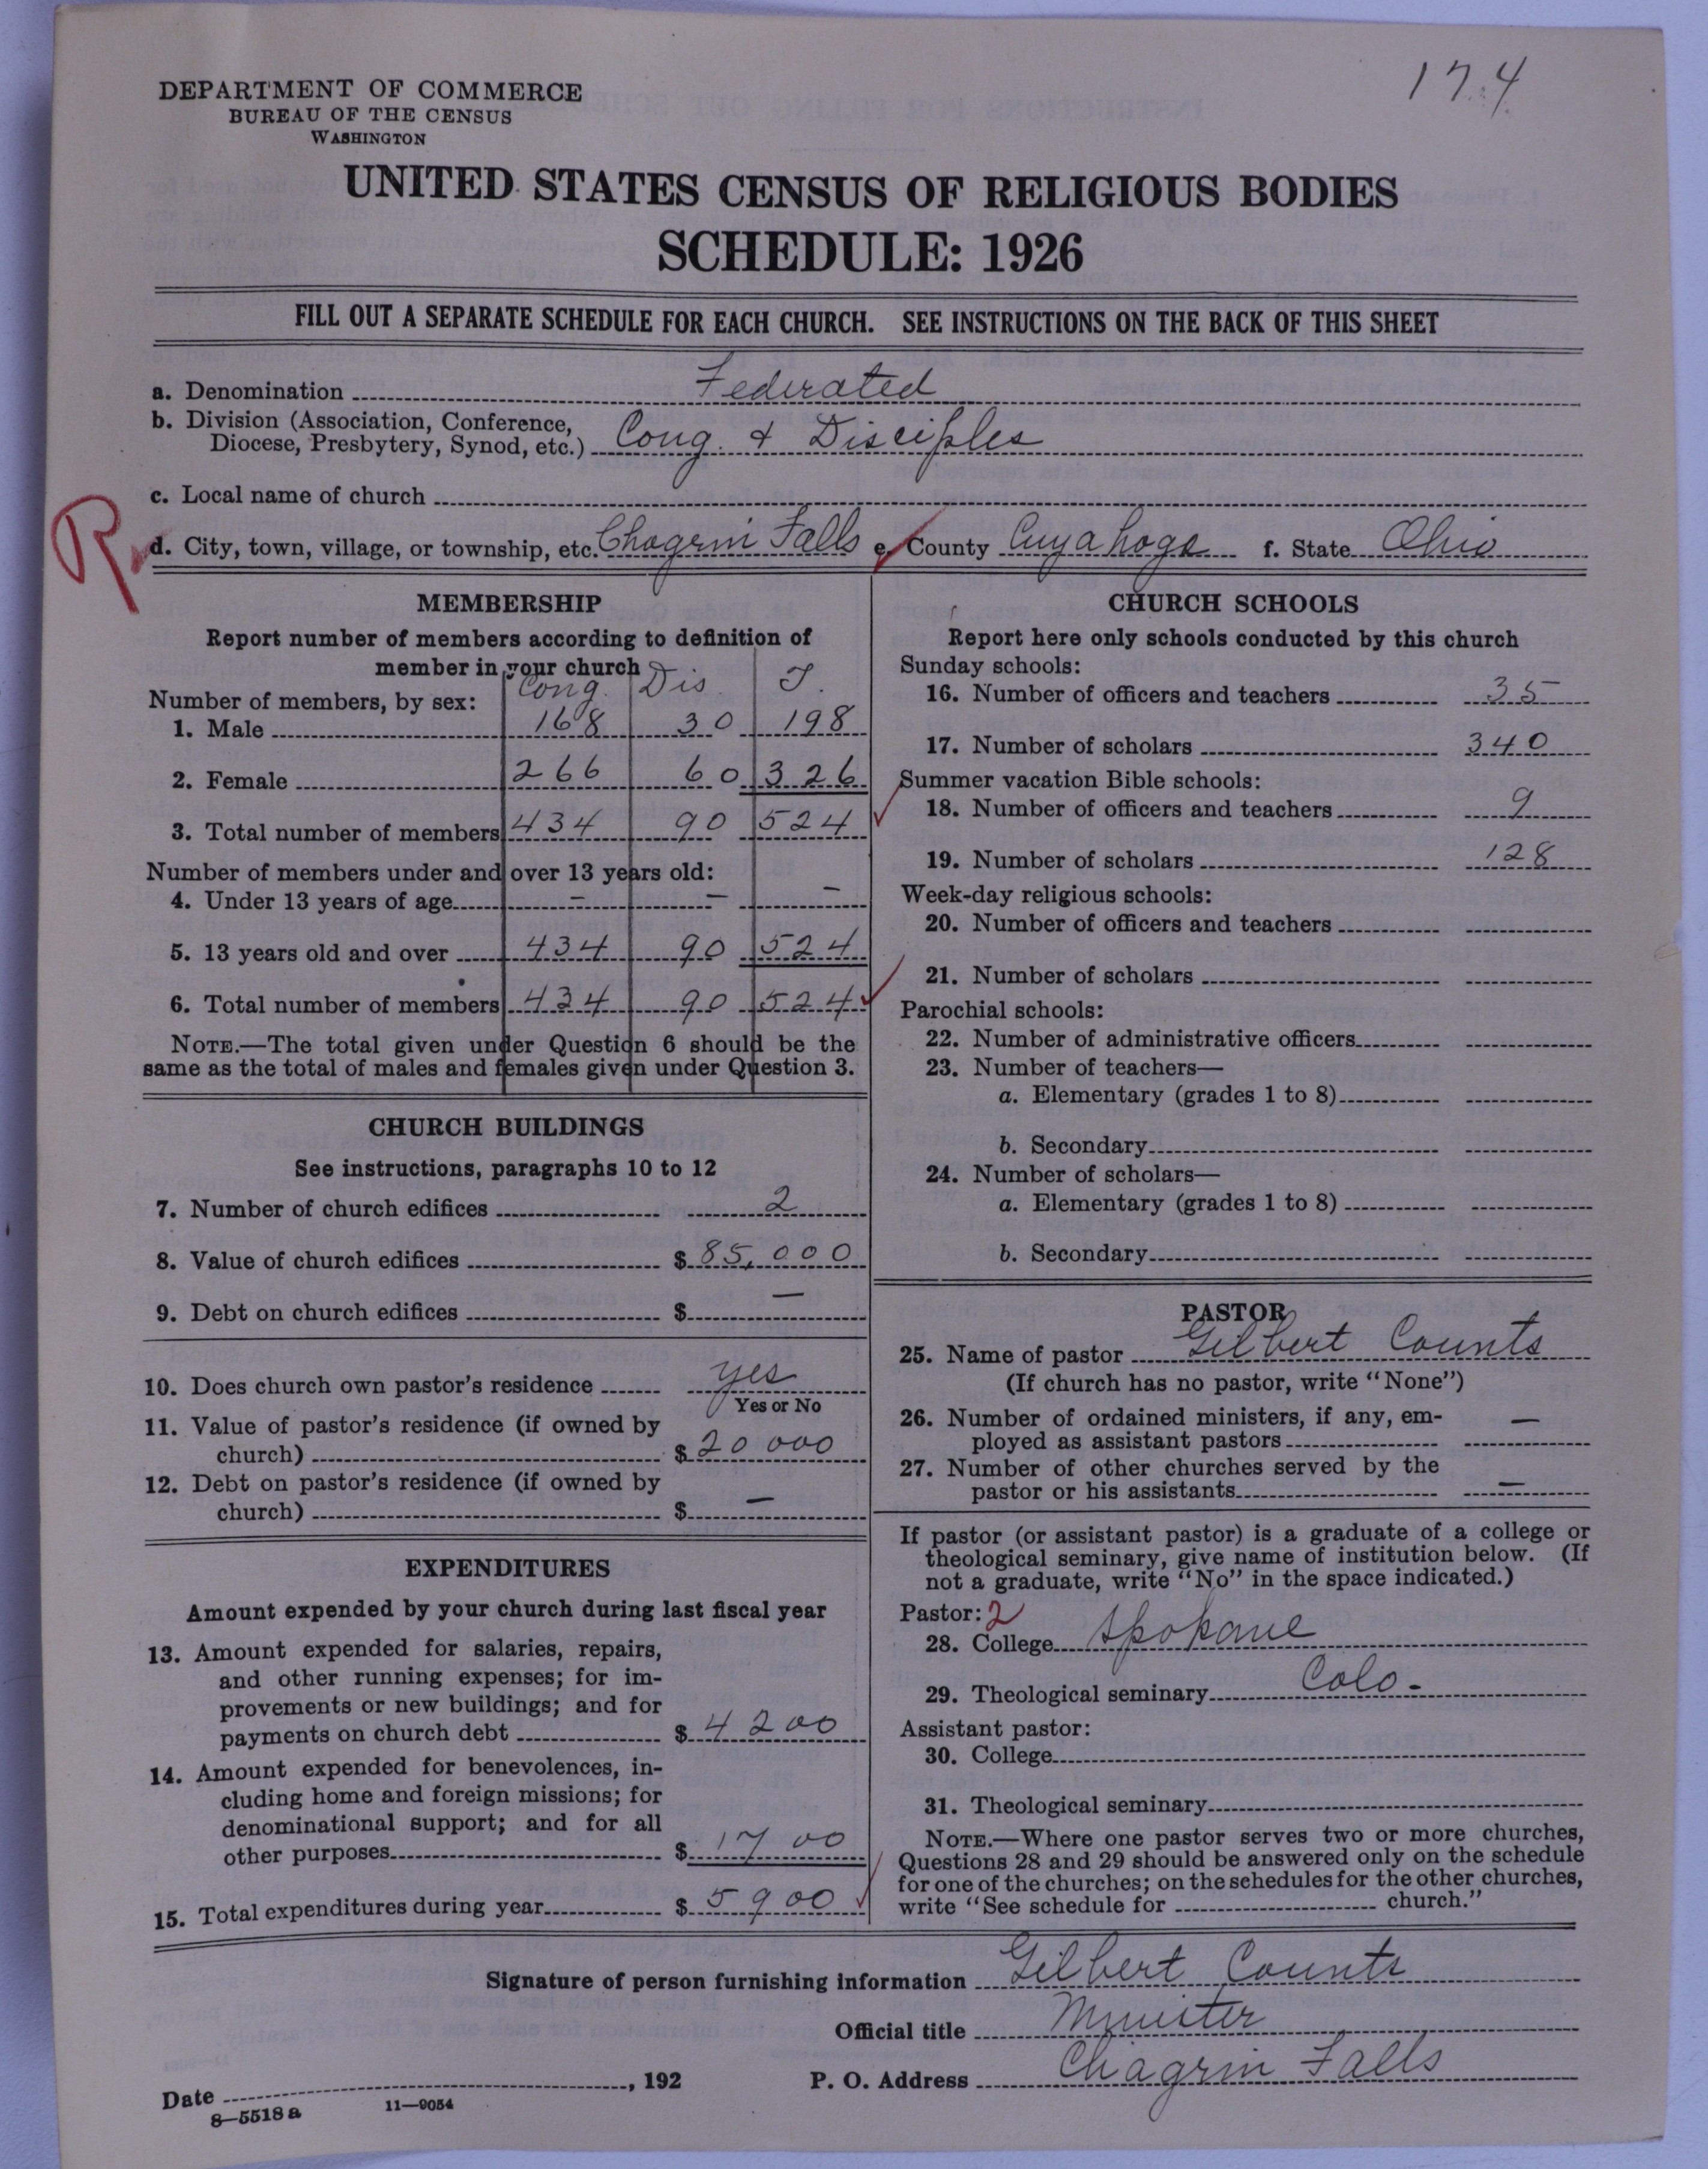 174
DEPARTMENT OF COMMERCE
BUREAU OF THE CENSUS
WASHINGTON
UNITED STATES CENSUS OF RELIGIOUS BODIES
SCHEDULE: 1926
FILL OUT A SEPARATE SCHEDULE FOR EACH CHURCH. SEE INSTRUCTIONS ON THE BACK OF THIS SHEET
a. Denomination Federated
b. Division (Association, Conference,
Diocese, Presbytery, Synod, etc.) Cong. & Disciples
c. Local name of church
R
d. City, town, village, or township, etc. Chagrin Falls e. County Cuyahoga f. State Ohio
MEMBERSHIP
Report number of members according to definition of
member in your church
Cong. Dis. T.
Number of members, by sex:
1. Male 168 30 198
2. Female 266 60 326
3. Total number of members 434 90 524
Number of members under and over 13 years old:
4. Under 13 years of age - - -
5. 13 years old and over 434 90 524
6. Total number of members 434 90 524
NOTE.—The total given under Question 6 should be the
same as the total of males and females given under Question 3.
CHURCH BUILDINGS
See instructions, paragraphs 10 to 12
7. Number of church edifices 2
8. Value of church edifices $ 85,000
9. Debt on church edifices $ —
10. Does church own pastor's residence yes
Yes or No
11. Value of pastor's residence (if owned by
church) $ 20 000
12. Debt on pastor's residence (if owned by
church) $ —
EXPENDITURES
Amount expended by your church during last fiscal year
13. Amount expended for salaries, repairs,
and other running expenses; for im-
provements or new buildings; and for
payments on church debt $ 4200
14. Amount expended for benevolences, in-
cluding home and foreign missions; for
denominational support; and for all
other purposes $ 1700
15. Total expenditures during year $ 5900
CHURCH SCHOOLS
Report here only schools conducted by this church
Sunday schools:
16. Number of officers and teachers 35
17. Number of scholars 340
Summer vacation Bible schools:
18. Number of officers and teachers 9
19. Number of scholars 128
Week-day religious schools:
20. Number of officers and teachers
21. Number of scholars
Parochial schools:
22. Number of administrative officers
23. Number of teachers—
a. Elementary (grades 1 to 8)
b. Secondary
24. Number of scholars—
a. Elementary (grades 1 to 8)
b. Secondary
PASTOR
25. Name of pastor Gilbert Counts
(If church has no pastor, write "None")
26. Number of ordained ministers, if any, em-
ployed as assistant pastors —
27. Number of other churches served by the
pastor or his assistants —
If pastor (or assistant pastor) is a graduate of a college or
theological seminary, give name of institution below. (If
not a graduate, write "No" in the space indicated.)
Pastor: 2
28. College Spokane
29. Theological seminary Colo.
Assistant pastor:
30. College
31. Theological seminary
NOTE.—Where one pastor serves two or more churches,
Questions 28 and 29 should be answered only on the schedule
for one of the churches; on the schedules for the other churches,
write "See schedule for church."
Signature of person furnishing information Gilbert Counts
Official title Minister
Date , 192 P. O. Address Chagrin Falls
8—5518 a 11—9054